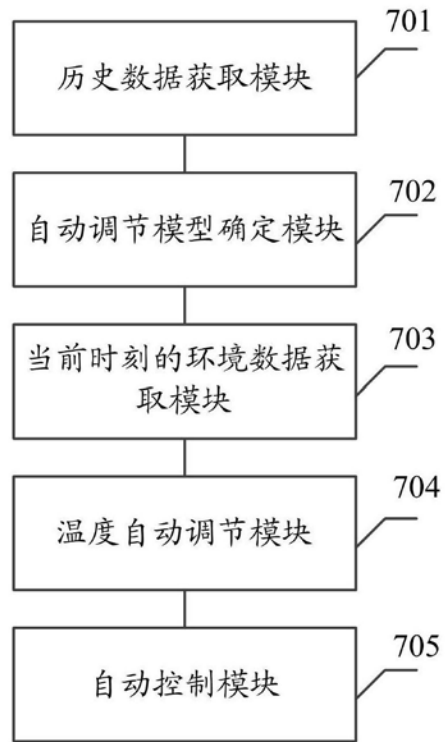 701
历史数据获取模块
702
自动调节模型确定模块
703
当前时刻的环境数据获
取模块
704
温度自动调节模块
705
自动控制模块